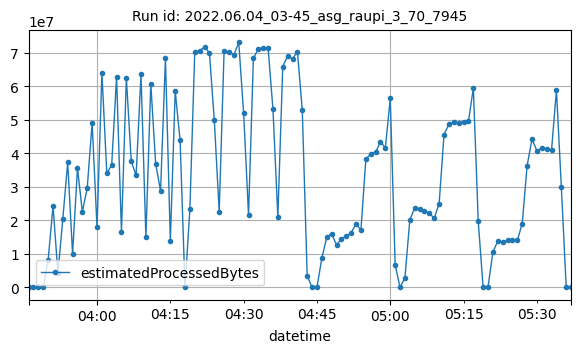 Run id: 2022.06.04_03-45_asg_raupi_3_70_7945
1e7
7
6
5
4
3
2
1
0
estimatedProcessedBytes
04:00 04:15 04:30 04:45 05:00 05:15 05:30
datetime